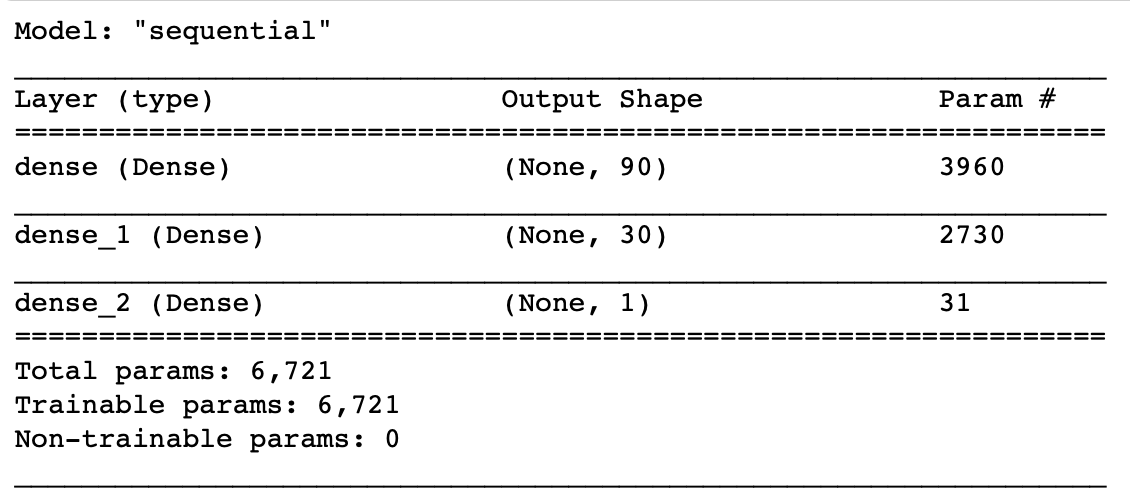 Model: "sequential"
Layer (type) Output Shape Param #
dense (Dense) (None, 90) 3960
dense_1 (Dense) (None, 30) 2730
dense_2 (Dense) (None, 1) 31
Total params: 6,721
Trainable params: 6,721
Non-trainable params: 0